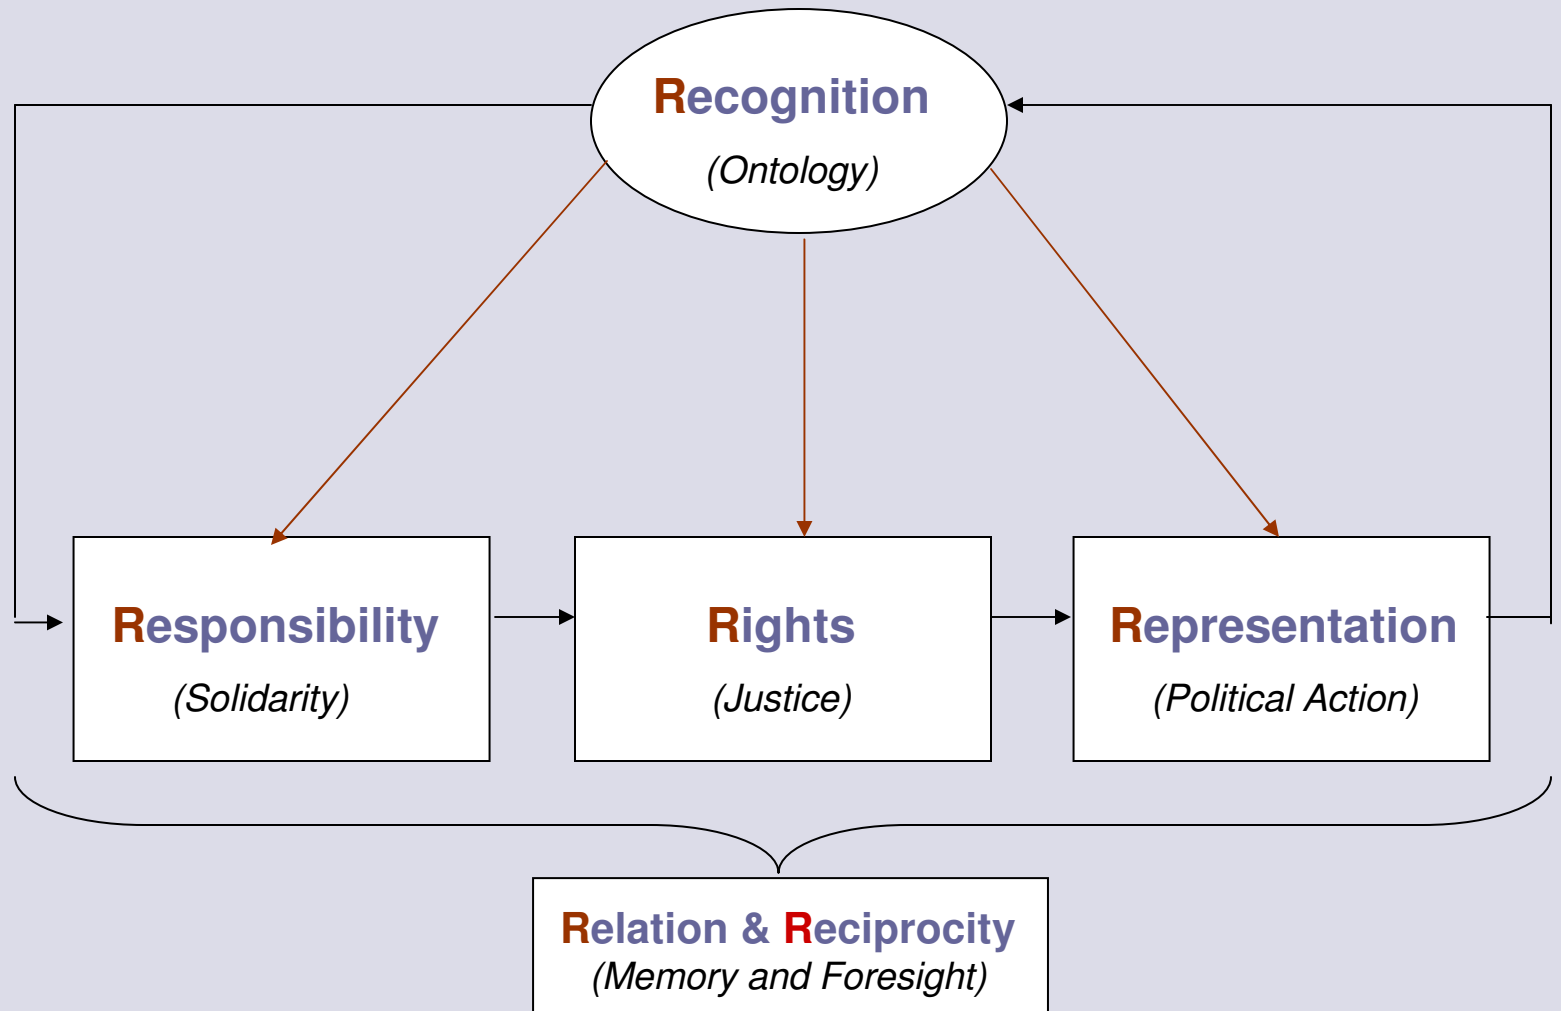 Recognition
(Ontology)
Responsibility
(Solidarity)
Rights
(Justice)
Representation
(Political Action)
Relation & Reciprocity
(Memory and Foresight)